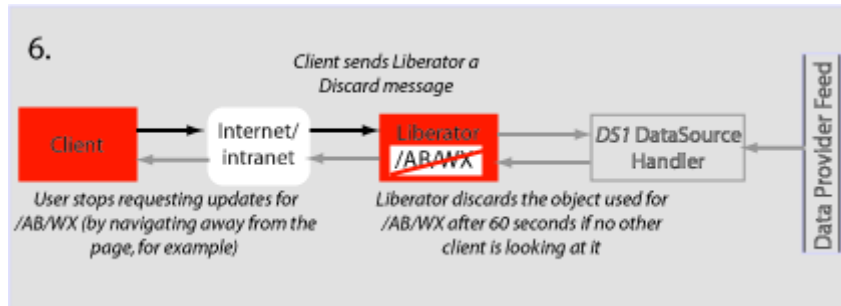 6.
Client sends Liberator a
Discard message
Client
Internet/
intranet
Liberator
/AB/WX
DS1 DataSource
Handler
Data Provider Feed
User stops requesting updates for
/AB/WX (by navigating away from the
page, for example)
Liberator discards the object used for
/AB/WX after 60 seconds if no other
client is looking at it